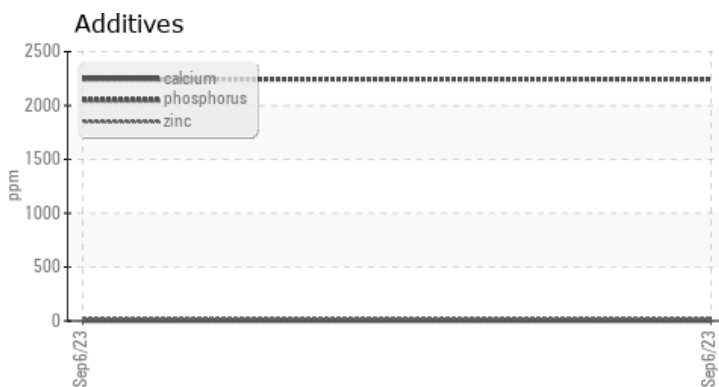 Additives
2500
2000
1500
1000
500
0
ppm
calcium
phosphorus
zinc
Sep6/23
Sep6/23